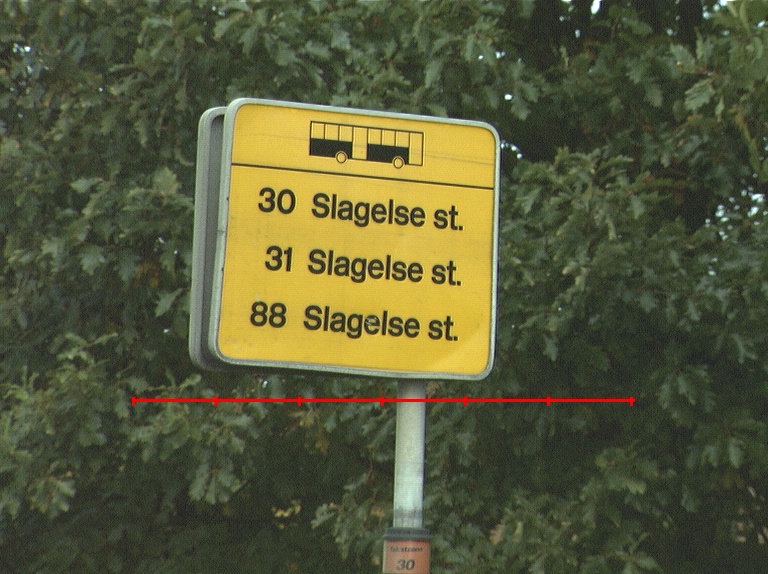 30 Slagelse st.
31 Slagelse st.
88 Slagelse st.
30